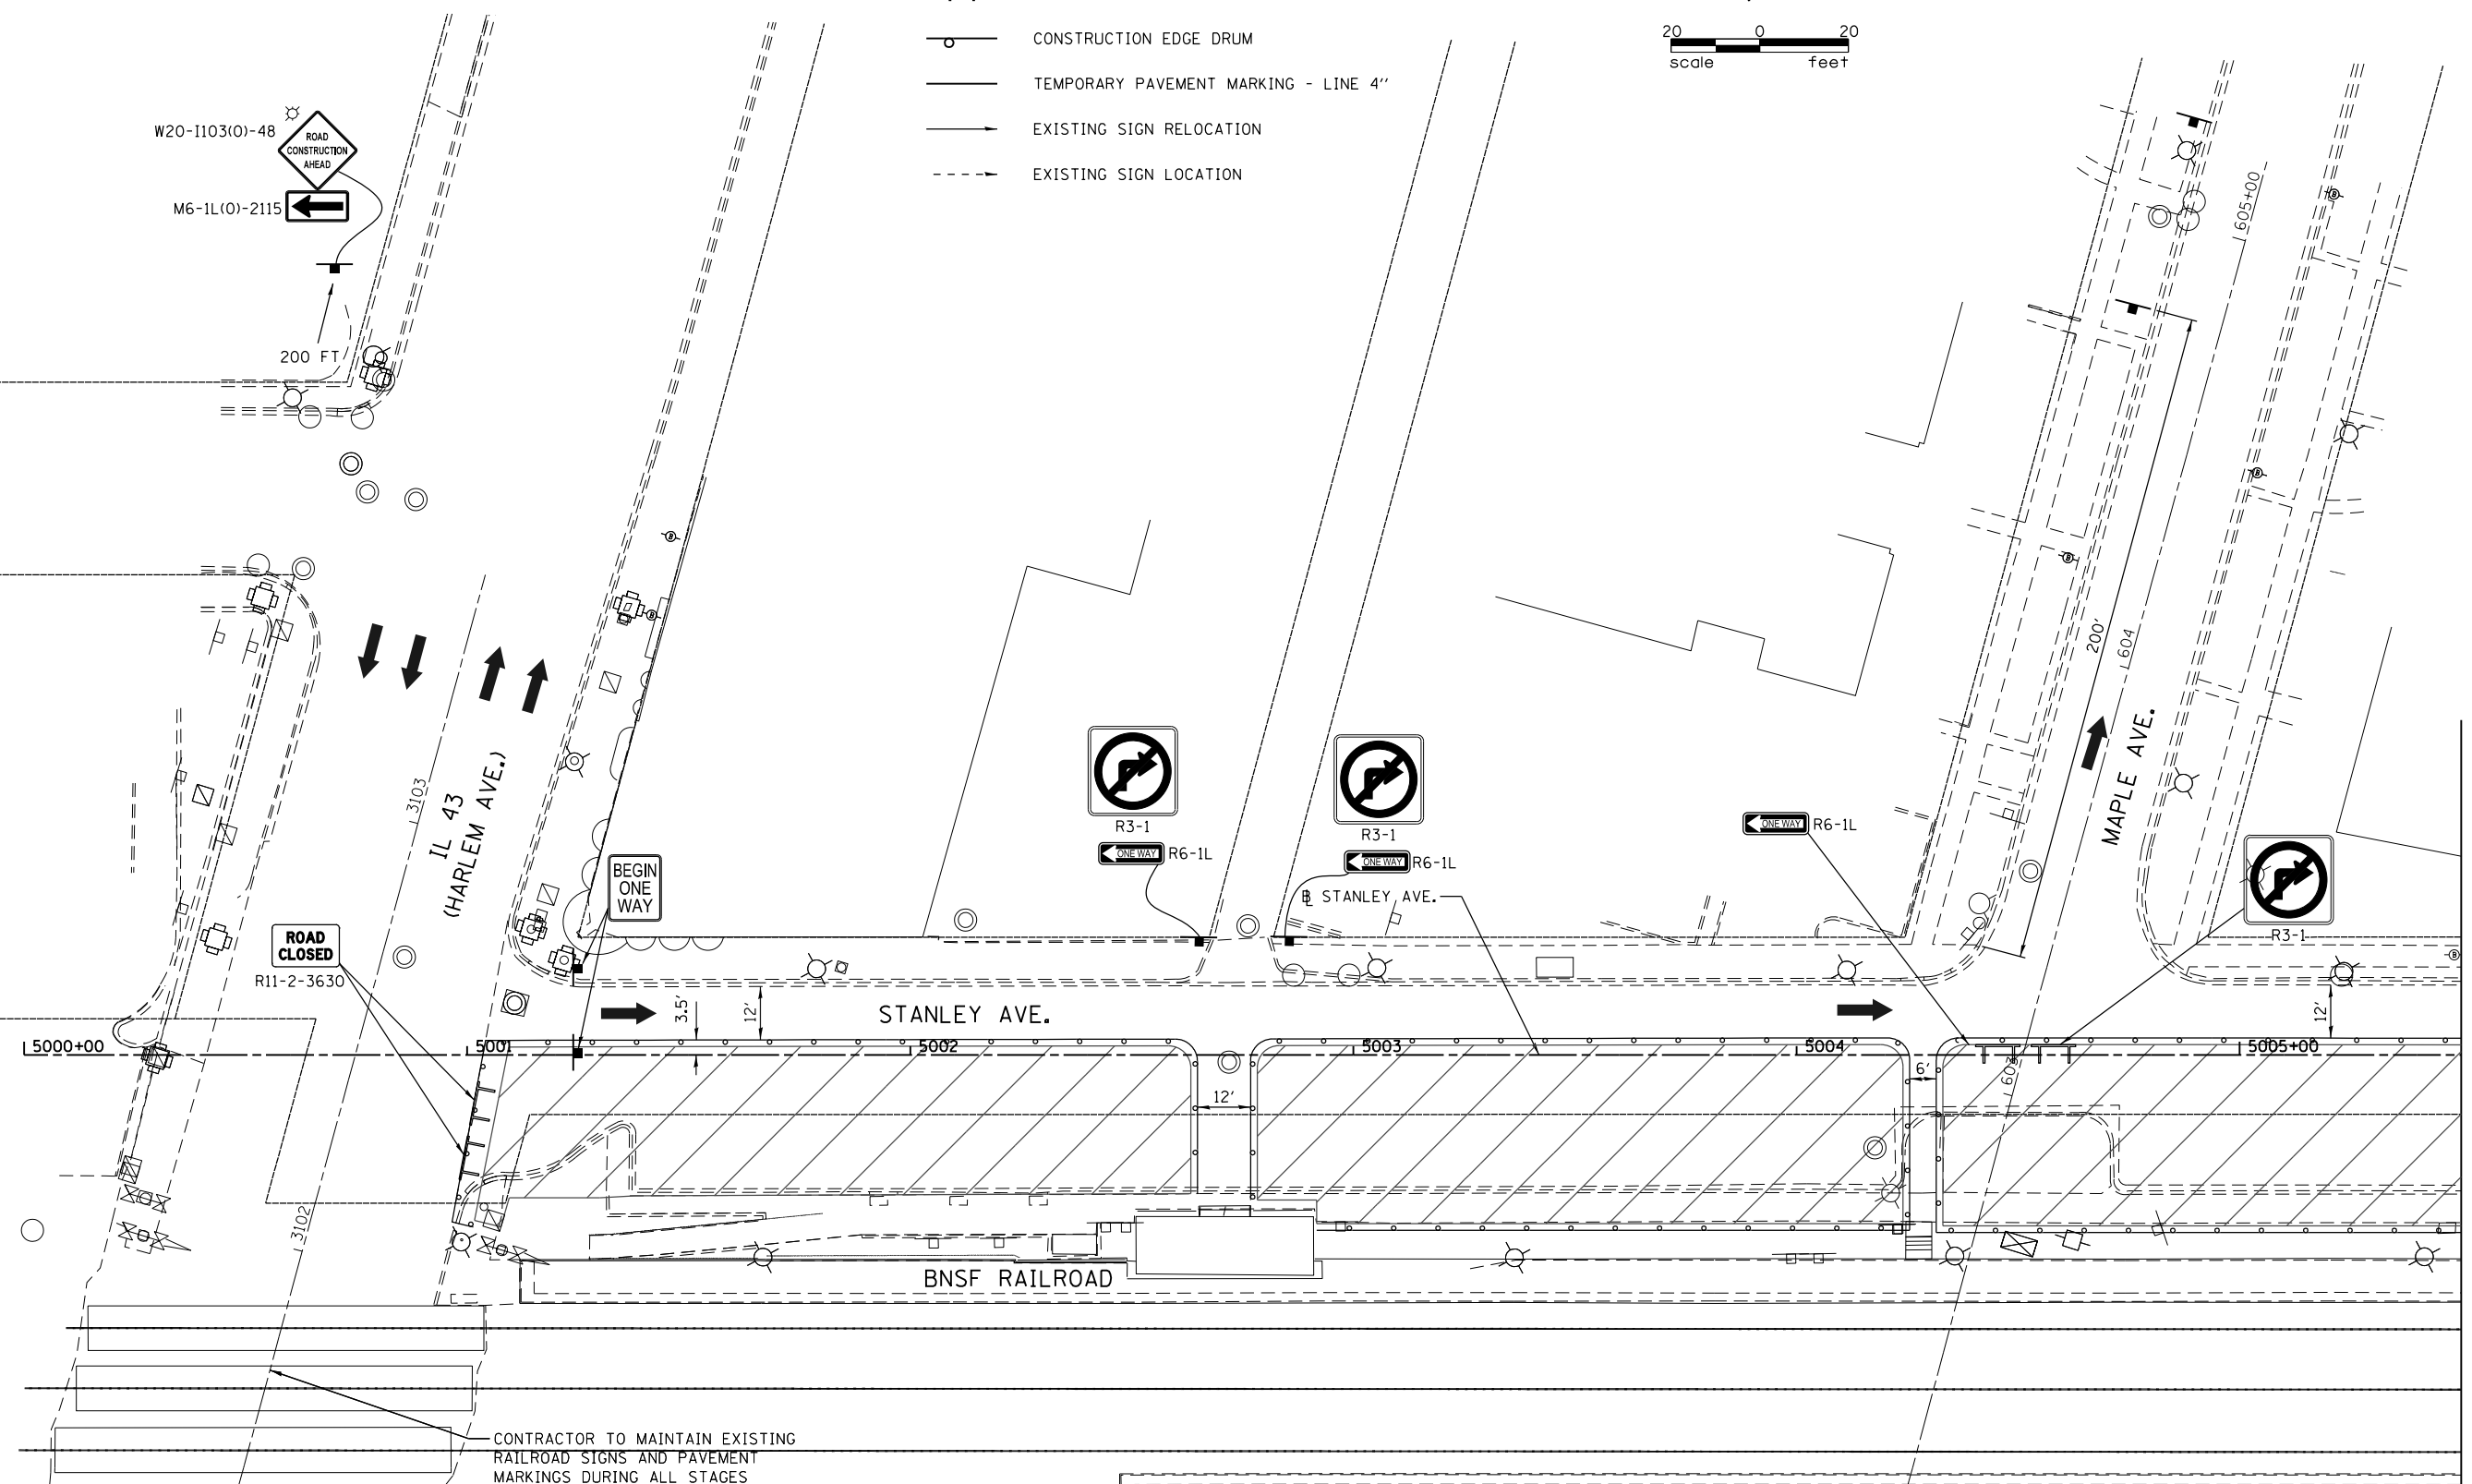 CONSTRUCTION EDGE DRUM
TEMPORARY PAVEMENT MARKING - LINE 4''
EXISTING SIGN RELOCATION
EXISTING SIGN LOCATION
20 0 20
scale feet
W20-I103(O)-48
ROAD
CONSTRUCTION
AHEAD
M6-1L(O)-2115
200 FT
605+00
B
B
B
B
B
B
200'
604
MAPLE AVE.
3103
IL 43
(HARLEM AVE.)
R3-1
ONE WAY R6-1L
R3-1
ONE WAY R6-1L
ONE WAY R6-1L
R3-1
BEGIN
ONE
WAY
ROAD
CLOSED
R11-2-3630
BL STANLEY AVE.
B
3.5'
12'
STANLEY AVE.
12'
5000+00
5001
5002
5003
5004
5005+00
12'
6'
603
3102
BNSF RAILROAD
CONTRACTOR TO MAINTAIN EXISTING
RAILROAD SIGNS AND PAVEMENT
MARKINGS DURING ALL STAGES